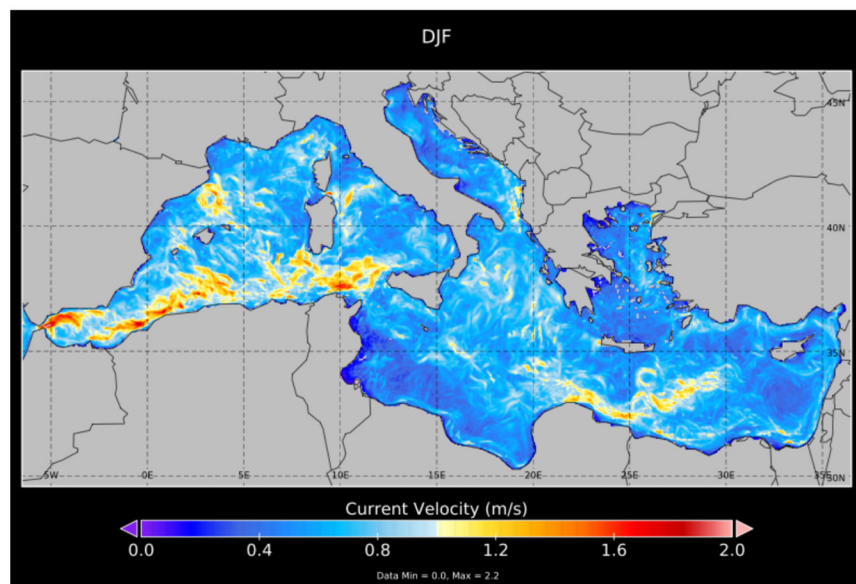 DJF
45N
40N
35N
30N
5W
0E
5E
10E
15E
20E
25E
30E
35E
Current Velocity (m/s)
0.0 0.4 0.8 1.2 1.6 2.0
Data Min = 0.0, Max = 2.2